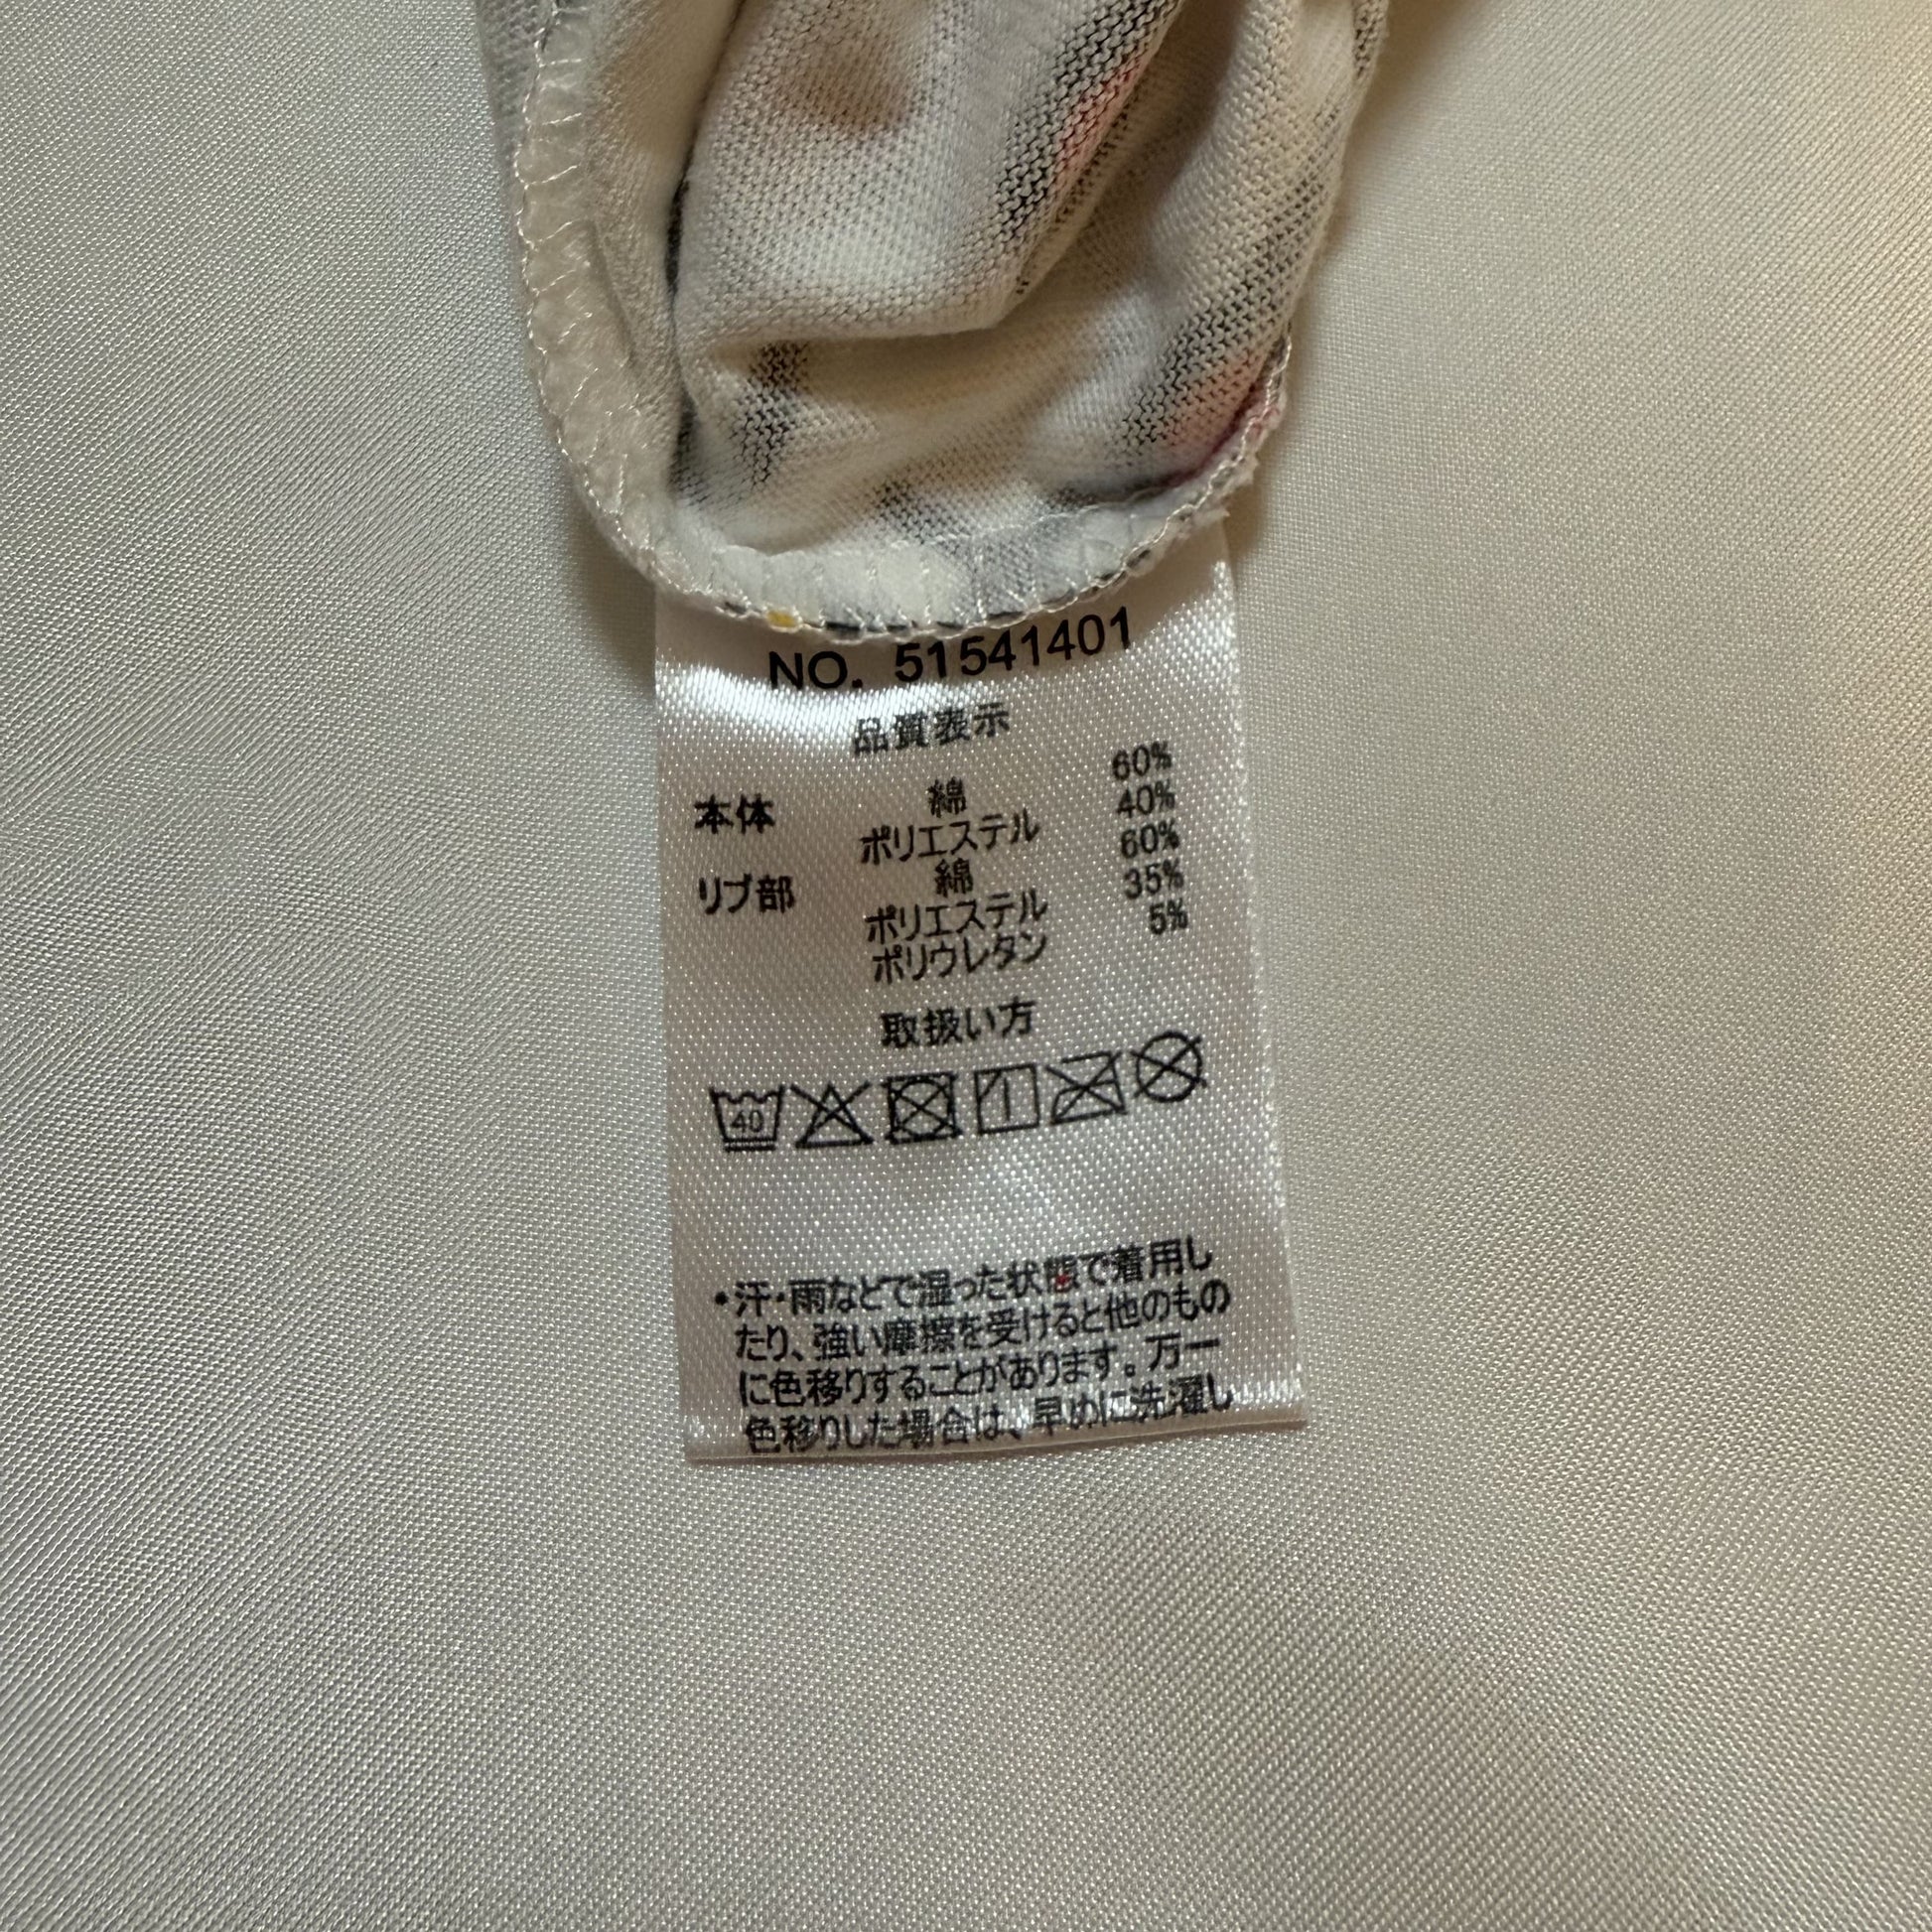 NO. 51541401
品質表示
本体 綿 60%
ポリエステル 40%
リブ部 綿 60%
ポリエステル 35%
ポリウレタン 5%
取扱い方
40
・汗・雨などで湿った状態で着用し
たり、強い摩擦を受けると他のもの
に色移りすることがあります。万一
色移りした場合は、早めに洗濯し